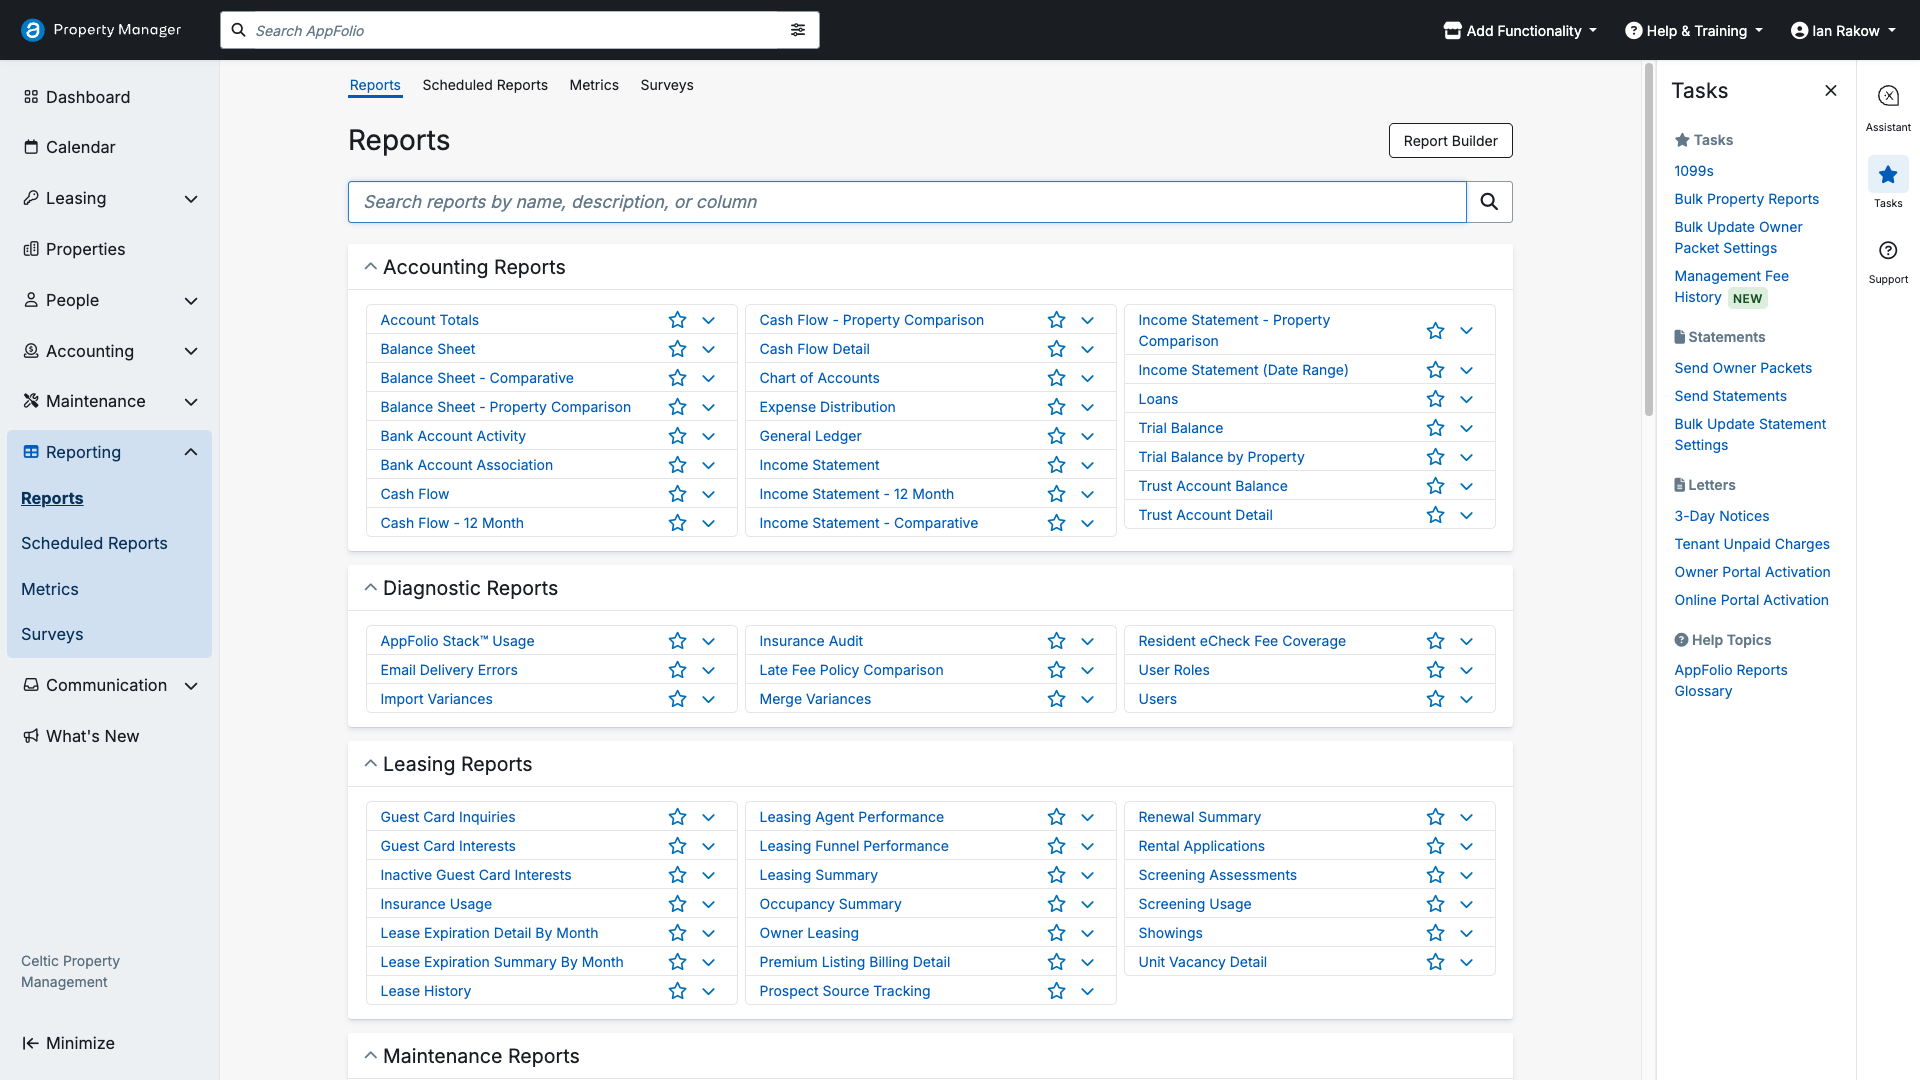 Property Manager
Search AppFolio
Add Functionality
Help & Training
Ian Rakow
Dashboard
Calendar
Leasing
Properties
People
Accounting
Maintenance
Reporting
Reports
Scheduled Reports
Metrics
Surveys
Communication
What's New
Celtic Property
Management
Minimize
Reports
Scheduled Reports
Metrics
Surveys
Reports
Report Builder
Search reports by name, description, or column
Accounting Reports
Account Totals
Balance Sheet
Balance Sheet - Comparative
Balance Sheet - Property Comparison
Bank Account Activity
Bank Account Association
Cash Flow
Cash Flow - 12 Month
Cash Flow - Property Comparison
Cash Flow Detail
Chart of Accounts
Expense Distribution
General Ledger
Income Statement
Income Statement - 12 Month
Income Statement - Comparative
Income Statement - Property
Comparison
Income Statement (Date Range)
Loans
Trial Balance
Trial Balance by Property
Trust Account Balance
Trust Account Detail
Diagnostic Reports
AppFolio Stack™ Usage
Email Delivery Errors
Import Variances
Insurance Audit
Late Fee Policy Comparison
Merge Variances
Resident eCheck Fee Coverage
User Roles
Users
Leasing Reports
Guest Card Inquiries
Guest Card Interests
Inactive Guest Card Interests
Insurance Usage
Lease Expiration Detail By Month
Lease Expiration Summary By Month
Lease History
Leasing Agent Performance
Leasing Funnel Performance
Leasing Summary
Occupancy Summary
Owner Leasing
Premium Listing Billing Detail
Prospect Source Tracking
Renewal Summary
Rental Applications
Screening Assessments
Screening Usage
Showings
Unit Vacancy Detail
Maintenance Reports
Tasks
Tasks
1099s
Bulk Property Reports
Bulk Update Owner
Packet Settings
Management Fee
History NEW
Statements
Send Owner Packets
Send Statements
Bulk Update Statement
Settings
Letters
3-Day Notices
Tenant Unpaid Charges
Owner Portal Activation
Online Portal Activation
Help Topics
AppFolio Reports
Glossary
Assistant
Tasks
Support